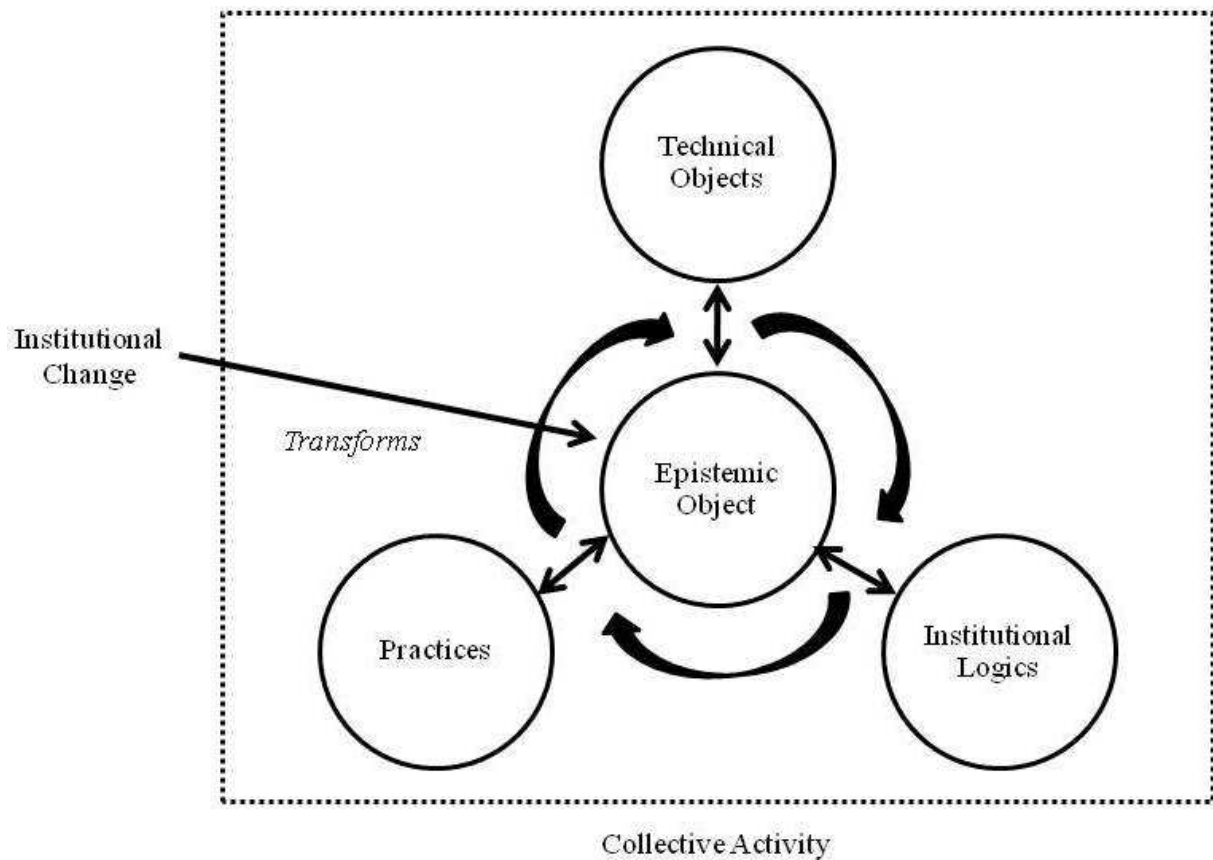 Technical
Objects
Institutional
Change
Transforms
Epistemic
Object
Practices
Institutional
Logics
Collective Activity